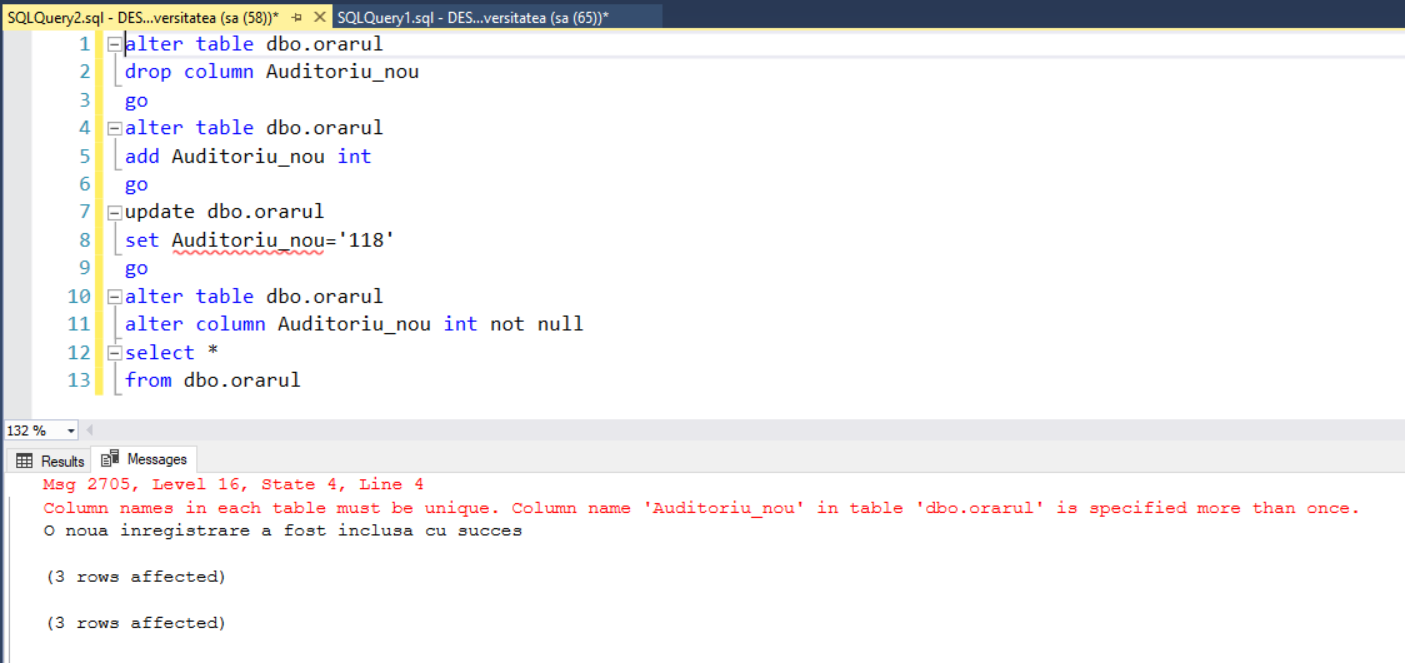 SQLQuery2.sql - DES...versitatea (sa (58))* SQLQuery1.sql - DES...versitatea (sa (65))*
1 alter table dbo.orarul
2 drop column Auditoriu_nou
3 go
4 alter table dbo.orarul
5 add Auditoriu_nou int
6 go
7 update dbo.orarul
8 set Auditoriu_nou='118'
9 go
10 alter table dbo.orarul
11 alter column Auditoriu_nou int not null
12 select *
13 from dbo.orarul
132 %
Results Messages
Msg 2705, Level 16, State 4, Line 4
Column names in each table must be unique. Column name 'Auditoriu_nou' in table 'dbo.orarul' is specified more than once.
O noua inregistrare a fost inclusa cu succes
(3 rows affected)
(3 rows affected)